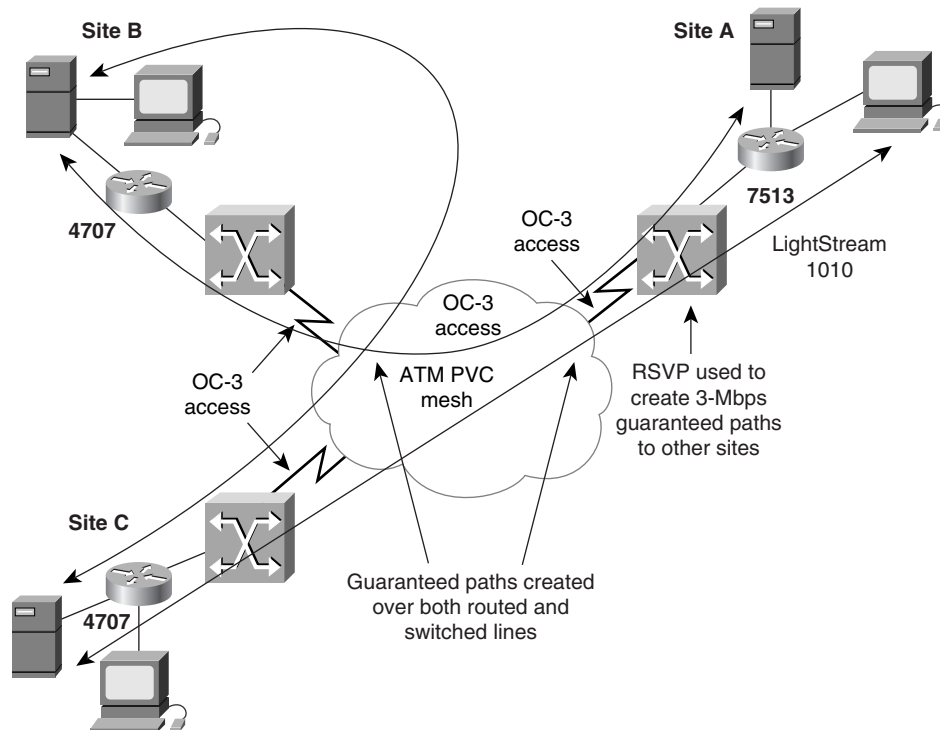 Site B
Site A
4707
7513
OC-3
access
LightStream
1010
OC-3
access
OC-3
access
ATM PVC
mesh
RSVP used to
create 3-Mbps
guaranteed paths
to other sites
Site C
4707
Guaranteed paths created
over both routed and
switched lines